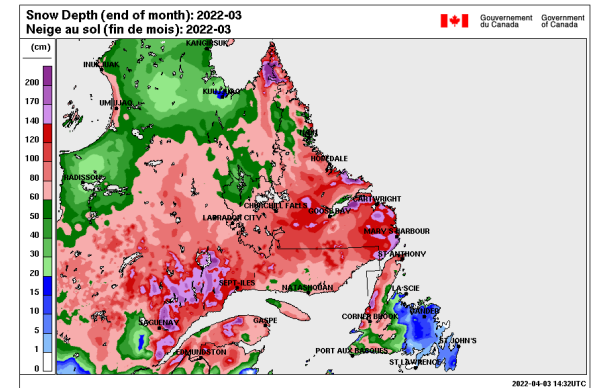 Snow Depth (end of month): 2022-03
Neige au sol (fin de mois): 2022-03
Gouvernement du Canada
Government of Canada
(cm)
200
170
140
120
100
80
60
50
40
30
20
15
10
5
1
0
INUKJUAK
UMIUJAQ
KUUJJUAQ
NAIN
HOPEDALE
RADISSON
CARTWRIGHT
CHURCHILL FALLS
GOOSE BAY
LABRADOR CITY
MARY'S HARBOUR
ST ANTHONY
SEPT-ILES
NATASHQUAN
LA SCIE
GANDER
CORNER BROOK
SAGUENAY
GASPE
ST JOHN'S
EDMUNDSTON
PORT AUX BASQUES
ST LAWRENCE
2022-04-03 14:32UTC